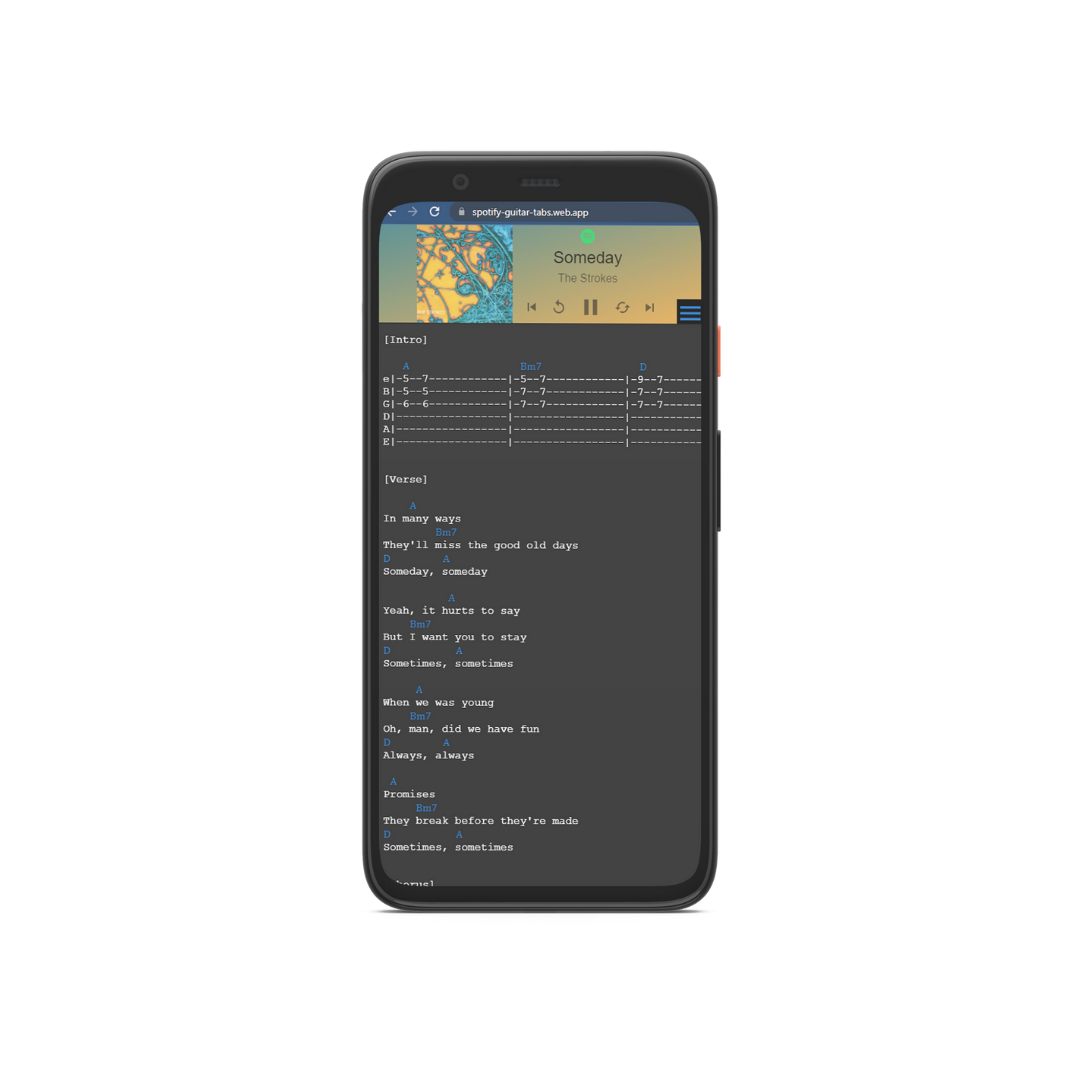 spotify-guitar-tabs.web.app
Someday
The Strokes
[Intro]
   A                 Bm7               D
e|-5--7------------|-5--7------------|-9--7------
B|-5--5------------|-7--7------------|-7--7------
G|-6--6------------|-7--7------------|-7--7------
D|-----------------|-----------------|-----------
A|-----------------|-----------------|-----------
E|-----------------|-----------------|-----------
[Verse]
    A
In many ways
        Bm7
They'll miss the good old days
D        A
Someday, someday
          A
Yeah, it hurts to say
    Bm7
But I want you to stay
D          A
Sometimes, sometimes
     A
When we was young
    Bm7
Oh, man, did we have fun
D        A
Always, always
 A
Promises
     Bm7
They break before they're made
D          A
Sometimes, sometimes